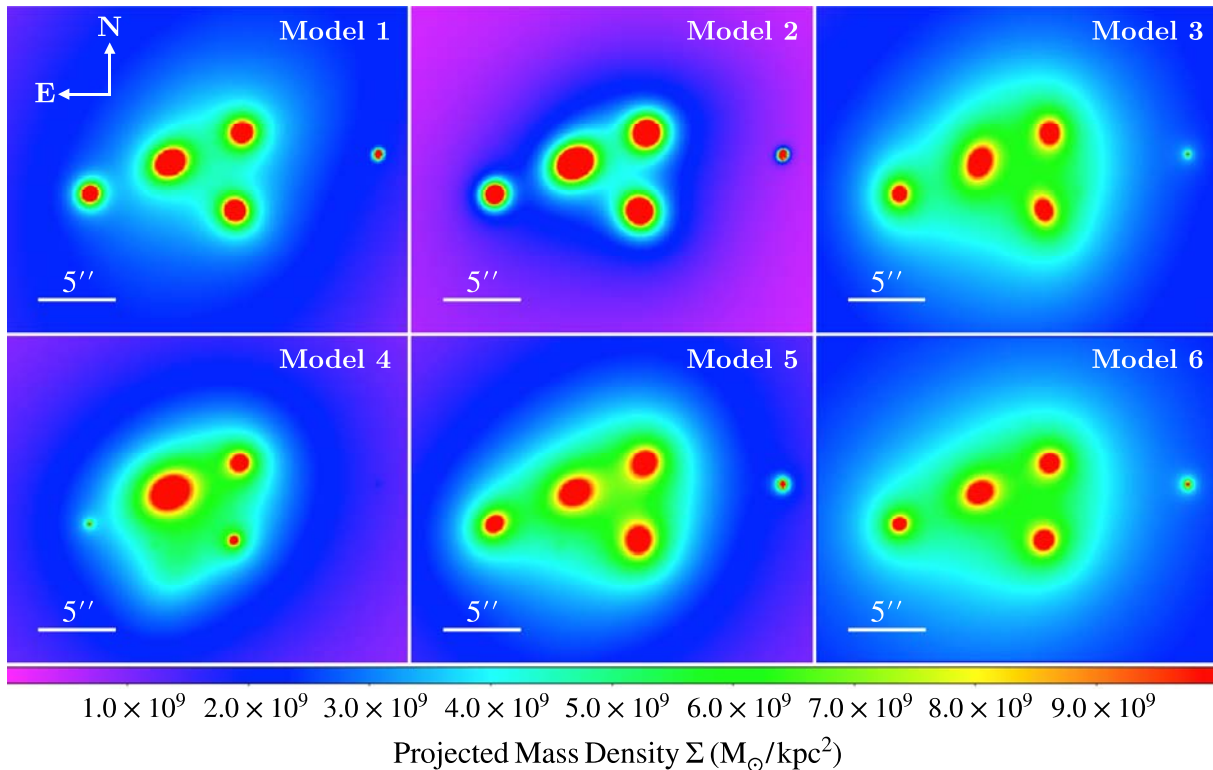 Model 1
N
E
5″
Model 2
5″
Model 3
5″
Model 4
5″
Model 5
5″
Model 6
5″
1.0 × 10⁹ 2.0 × 10⁹ 3.0 × 10⁹ 4.0 × 10⁹ 5.0 × 10⁹ 6.0 × 10⁹ 7.0 × 10⁹ 8.0 × 10⁹ 9.0 × 10⁹
Projected Mass Density Σ (M⊙/kpc²)